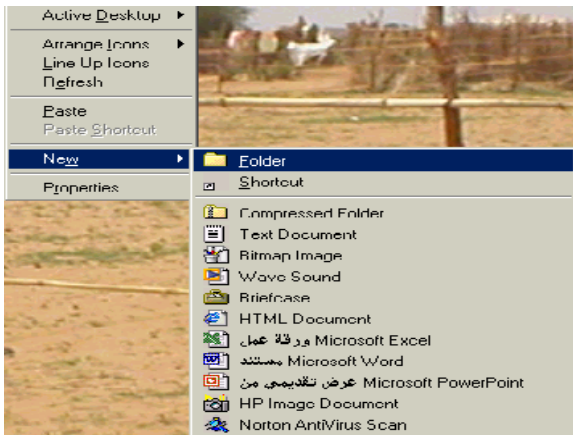 Active Desktop
Arrange Icons
Line Up Icons
Refresh
Paste
Paste Shortcut
New
Properties
Folder
Shortcut
Compressed Folder
Text Document
Bitmap Image
Wave Sound
Briefcase
HTML Document
ورقة عمل Microsoft Excel
مستند Microsoft Word
عرض تقديمي من Microsoft PowerPoint
HP Image Document
Norton AntiVirus Scan